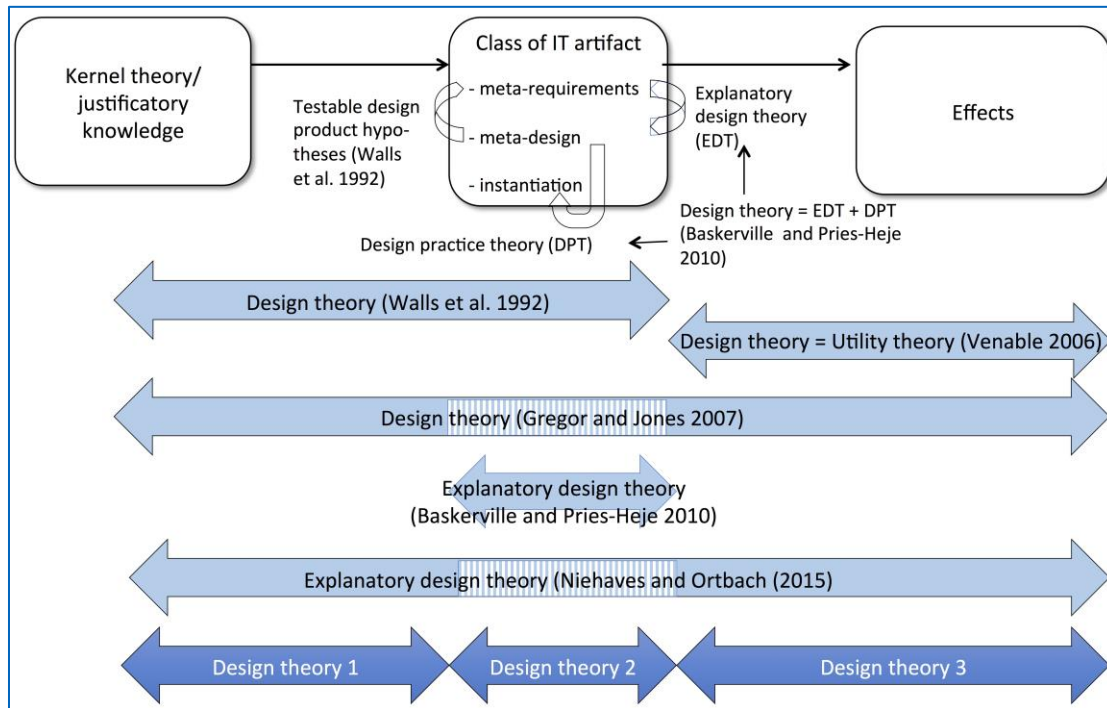 Kernel theory/
justificatory
knowledge
Testable design
product hypo-
theses (Walls
et al. 1992)
Class of IT artifact
- meta-requirements
- meta-design
- instantiation
Explanatory
design theory
(EDT)
Effects
Design theory = EDT + DPT
(Baskerville and Pries-Heje
2010)
Design practice theory (DPT)
Design theory (Walls et al. 1992)
Design theory = Utility theory (Venable 2006)
Design theory (Gregor and Jones 2007)
Explanatory design theory
(Baskerville and Pries-Heje 2010)
Explanatory design theory (Niehaves and Ortbach (2015)
Design theory 1
Design theory 2
Design theory 3